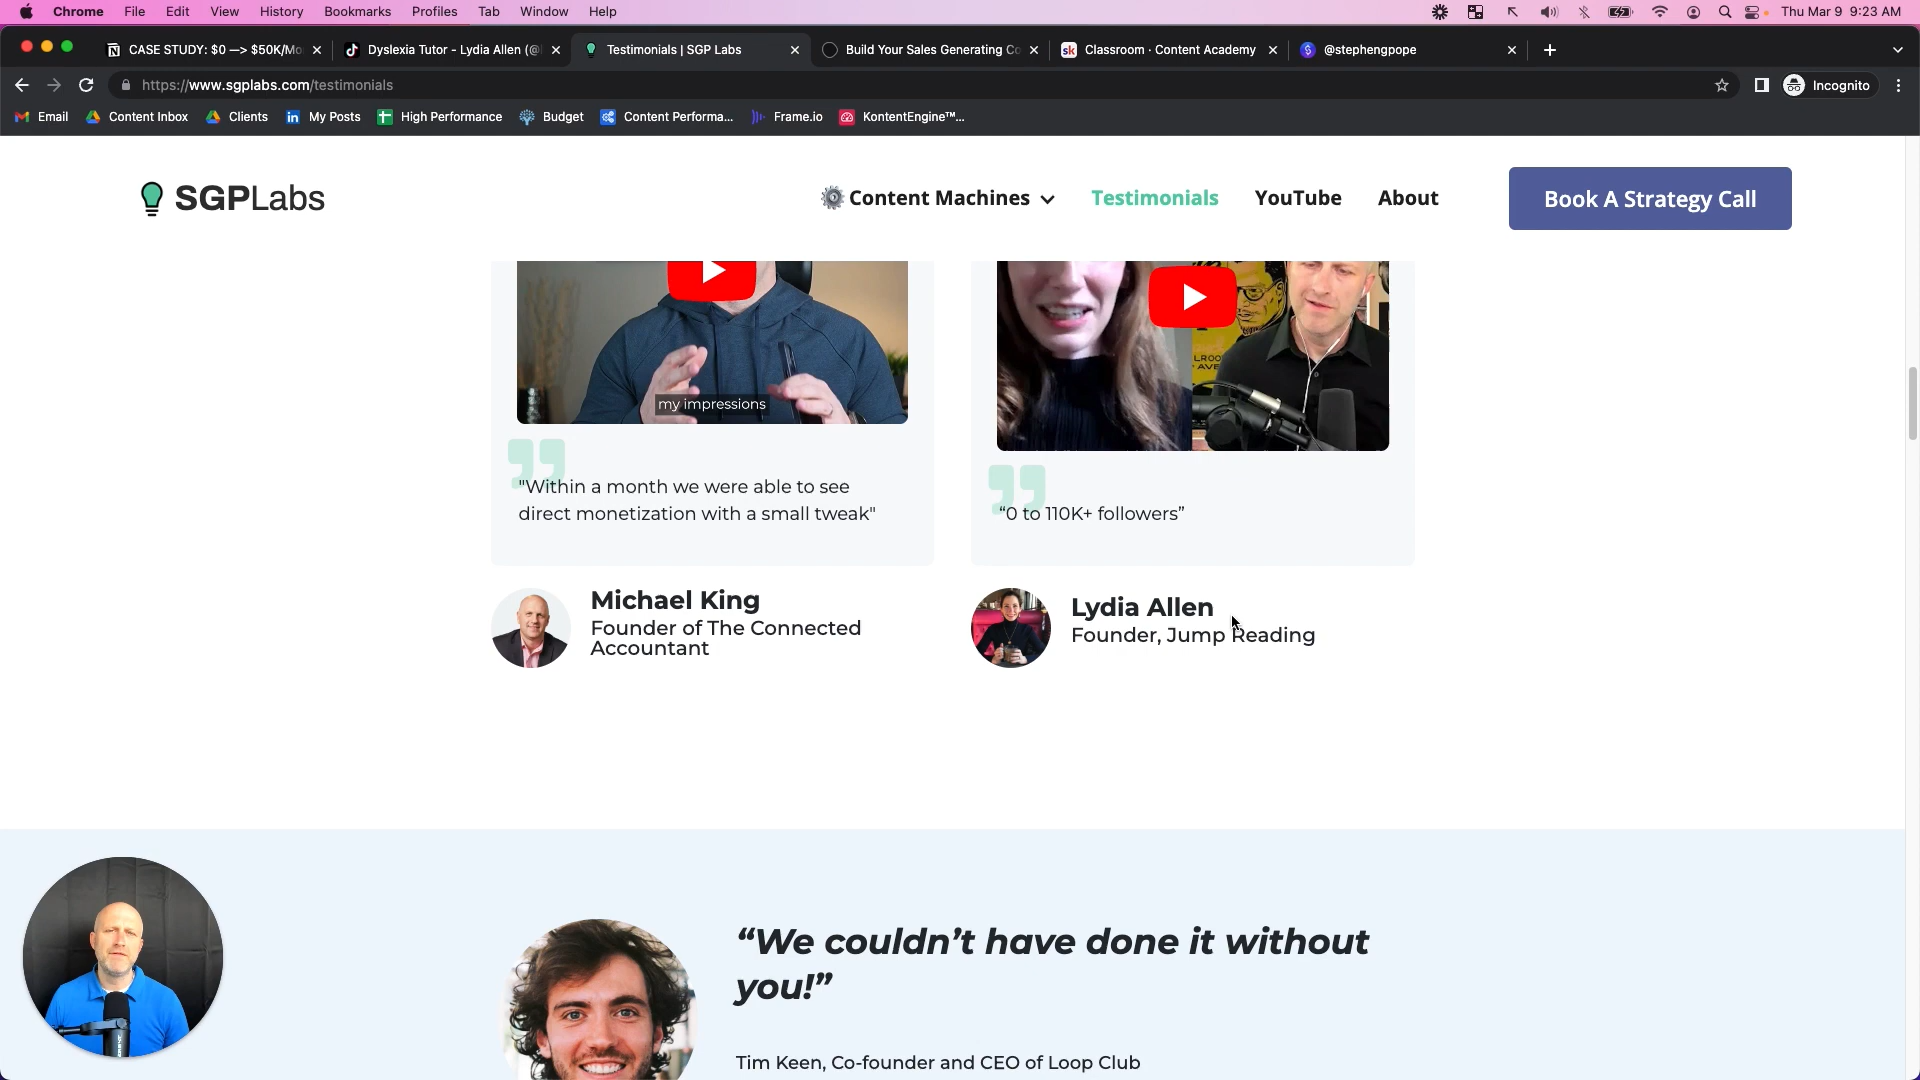 Chrome File Edit View History Bookmarks Profiles Tab Window Help Thu Mar 9 9:23 AM
CASE STUDY: $0 —> $50K/Mo Dyslexia Tutor - Lydia Allen (@ Testimonials | SGP Labs Build Your Sales Generating Co Classroom · Content Academy @stephengpope
https://www.sgplabs.com/testimonials Incognito
Email Content Inbox Clients My Posts High Performance Budget Content Performa... Frame.io KontentEngine™...
SGPLabs Content Machines Testimonials YouTube About Book A Strategy Call
my impressions
"Within a month we were able to see
direct monetization with a small tweak"
“0 to 110K+ followers”
Michael King
Founder of The Connected
Accountant
Lydia Allen
Founder, Jump Reading
“We couldn’t have done it without
you!”
Tim Keen, Co-founder and CEO of Loop Club